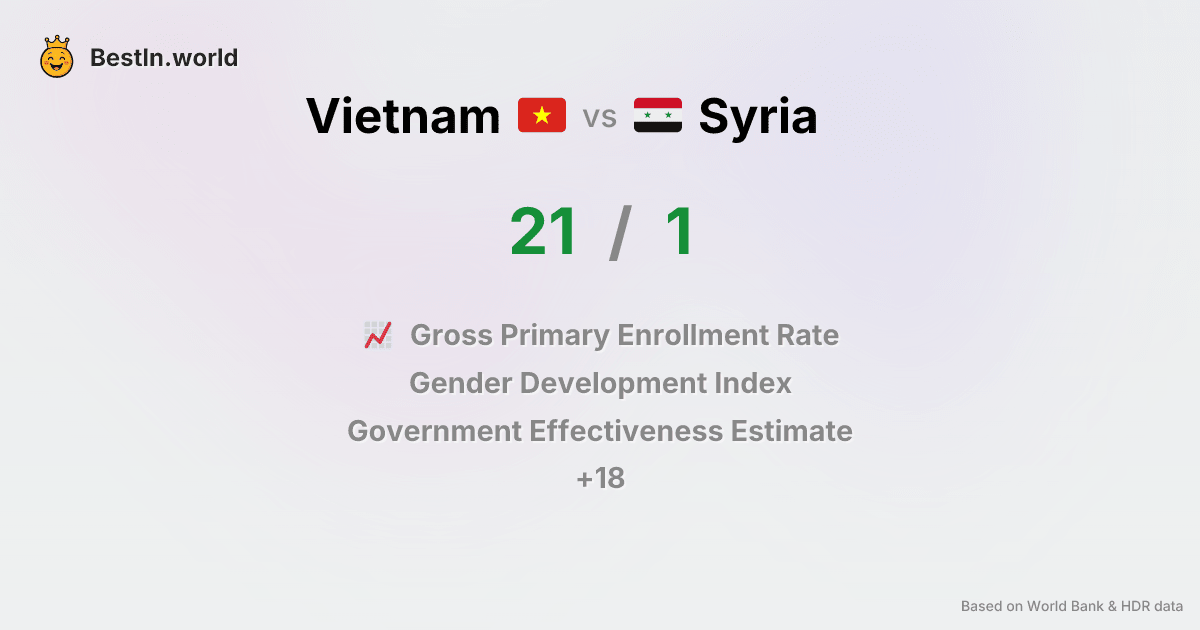 BestIn.world
Vietnam vs Syria
21 / 1
Gross Primary Enrollment Rate
Gender Development Index
Government Effectiveness Estimate
+18
Based on World Bank & HDR data